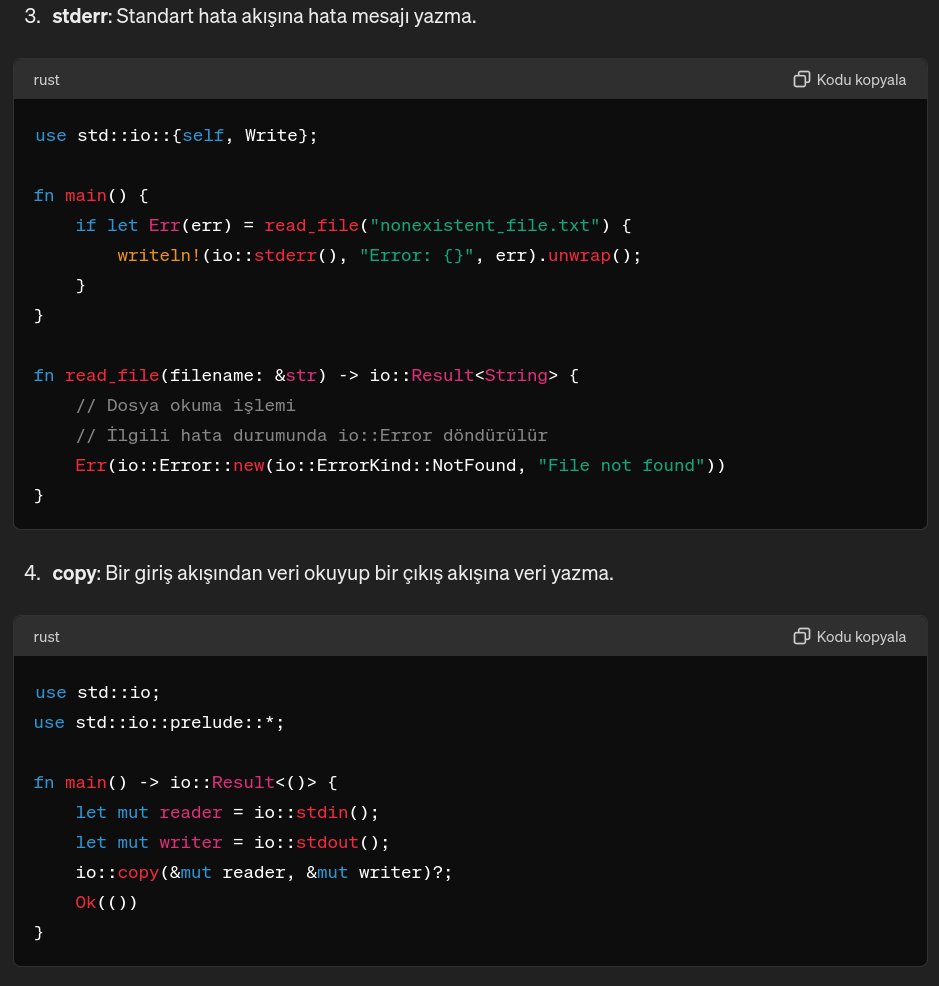 3. stderr: Standart hata akışına hata mesajı yazma.
rust
Kodu kopyala
use std::io::{self, Write};
fn main() {
    if let Err(err) = read_file("nonexistent_file.txt") {
        writeln!(io::stderr(), "Error: {}", err).unwrap();
    }
}
fn read_file(filename: &str) -> io::Result<String> {
    // Dosya okuma işlemi
    // İlgili hata durumunda io::Error döndürülür
    Err(io::Error::new(io::ErrorKind::NotFound, "File not found"))
}
4. copy: Bir giriş akışından veri okuyup bir çıkış akışına veri yazma.
rust
Kodu kopyala
use std::io;
use std::io::prelude::*;
fn main() -> io::Result<()> {
    let mut reader = io::stdin();
    let mut writer = io::stdout();
    io::copy(&mut reader, &mut writer)?;
    Ok(())
}